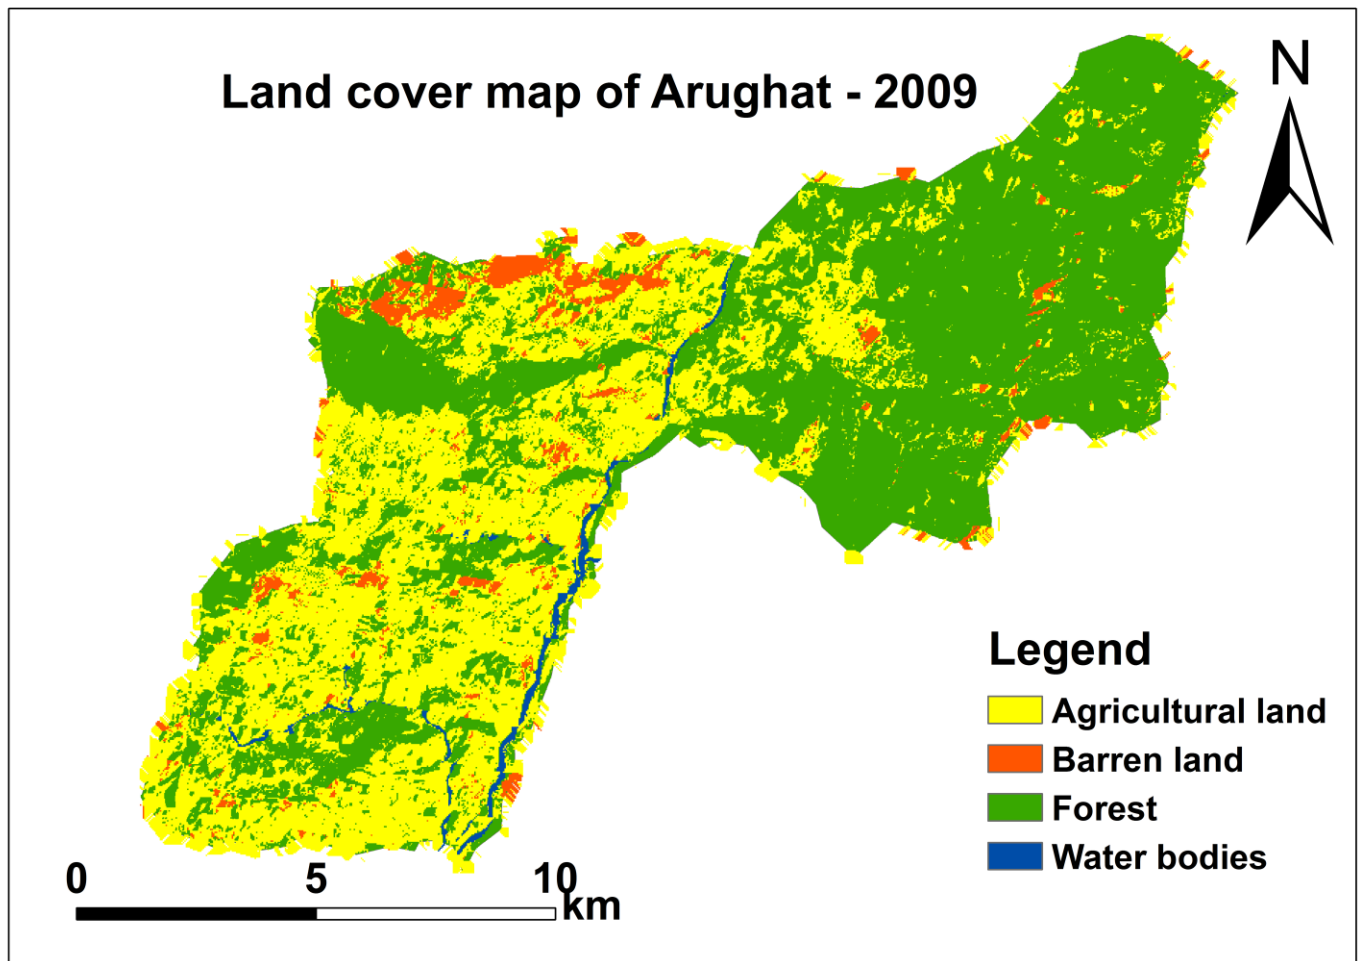 Land cover map of Arughat - 2009
N
Legend
Agricultural land
Barren land
Forest
Water bodies
0 5 10
km